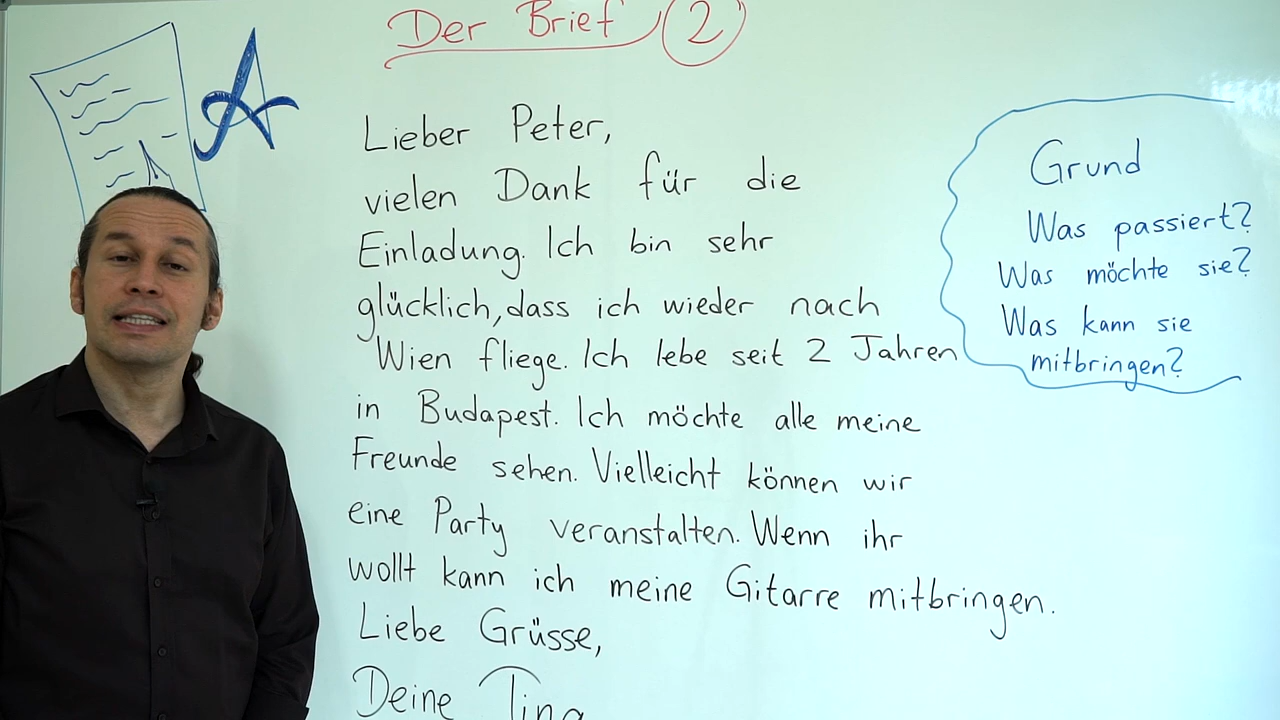 Der Brief 2
Lieber Peter,
vielen Dank für die
Einladung. Ich bin sehr
glücklich, dass ich wieder nach
Wien fliege. Ich lebe seit 2 Jahren
in Budapest. Ich möchte alle meine
Freunde sehen. Vielleicht können wir
eine Party veranstalten. Wenn ihr
wollt kann ich meine Gitarre mitbringen.
Liebe Grüsse,
Deine Tina
Grund
Was passiert?
Was möchte sie?
Was kann sie
mitbringen?
A